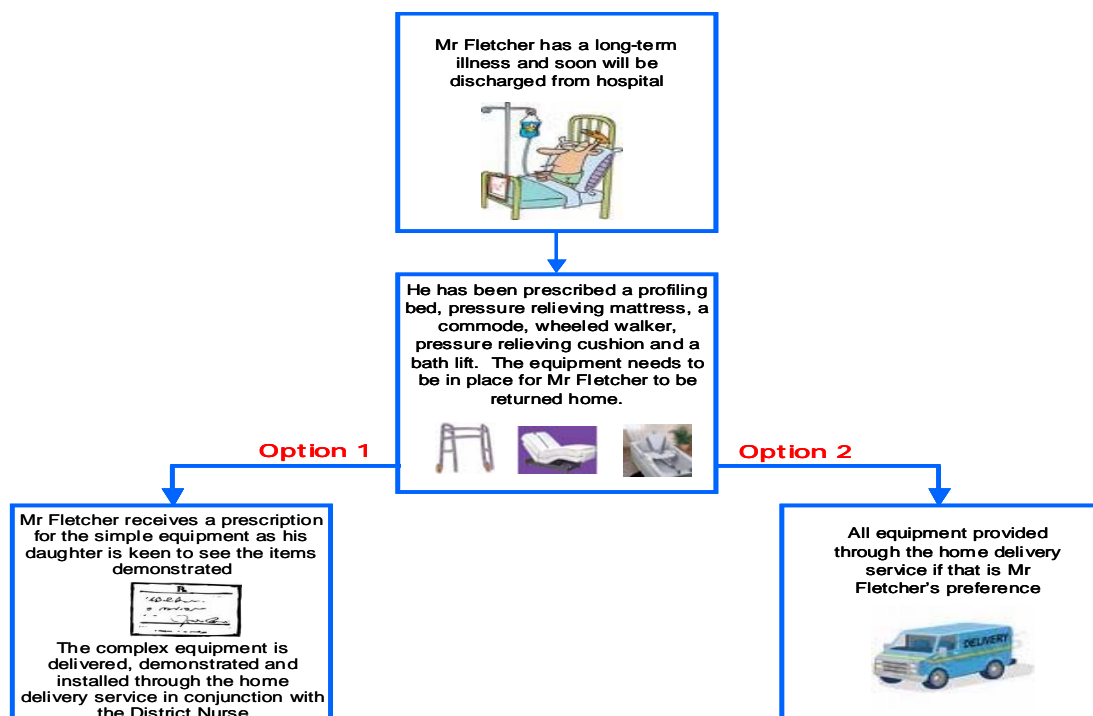 Mr Fletcher has a long-term
illness and soon will be
discharged from hospital
He has been prescribed a profiling
bed, pressure relieving mattress, a
commode, wheeled walker,
pressure relieving cushion and a
bath lift. The equipment needs to
be in place for Mr Fletcher to be
returned home.
Option 1
Option 2
Mr Fletcher receives a prescription
for the simple equipment as his
daughter is keen to see the items
demonstrated
The complex equipment is
delivered, demonstrated and
installed through the home
delivery service in conjunction with
the District Nurse
All equipment provided
through the home delivery
service if that is Mr
Fletcher's preference
DELIVERY